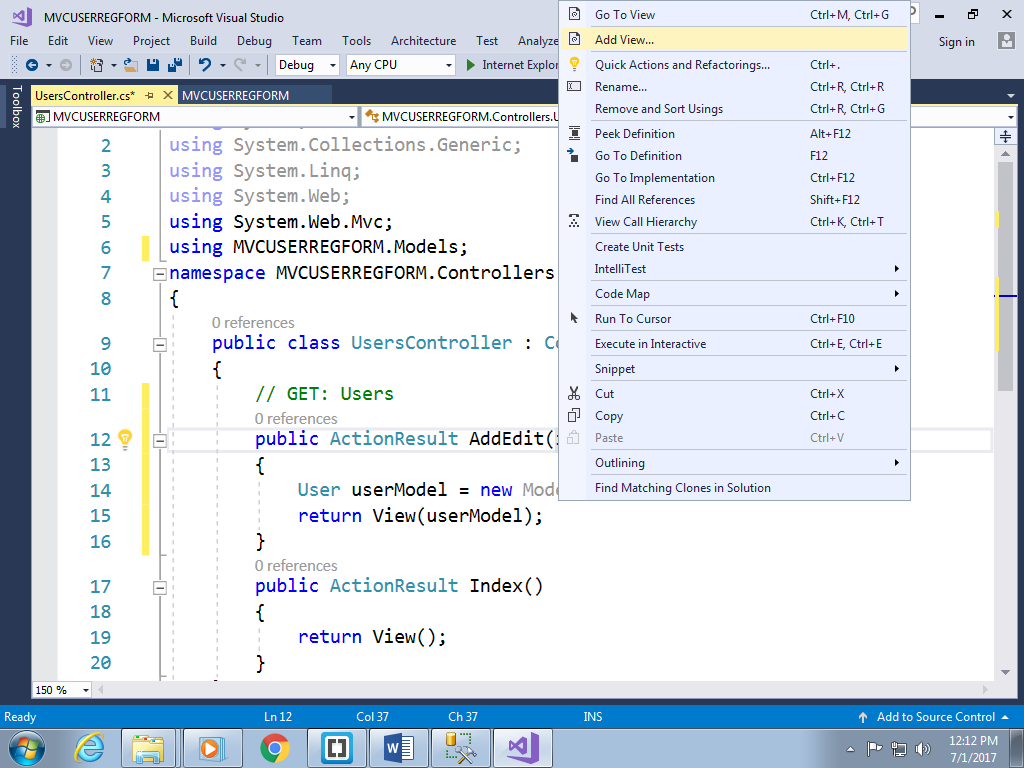 MVCUSERREGFORM - Microsoft Visual Studio
File Edit View Project Build Debug Team Tools Architecture Test Analyze
Sign in
Debug Any CPU Internet Explor
Toolbox
UsersController.cs* MVCUSERREGFORM
MVCUSERREGFORM MVCUSERREGFORM.Controllers.U
2 using System.Collections.Generic;
3 using System.Linq;
4 using System.Web;
5 using System.Web.Mvc;
6 using MVCUSERREGFORM.Models;
7 namespace MVCUSERREGFORM.Controllers
8 {
0 references
9 public class UsersController : Co
10 {
11 // GET: Users
0 references
12 public ActionResult AddEdit(
13 {
14 User userModel = new Mode
15 return View(userModel);
16 }
0 references
17 public ActionResult Index()
18 {
19 return View();
20 }
150 %
Go To View Ctrl+M, Ctrl+G
Add View...
Quick Actions and Refactorings... Ctrl+.
Rename... Ctrl+R, Ctrl+R
Remove and Sort Usings Ctrl+R, Ctrl+G
Peek Definition Alt+F12
Go To Definition F12
Go To Implementation Ctrl+F12
Find All References Shift+F12
View Call Hierarchy Ctrl+K, Ctrl+T
Create Unit Tests
IntelliTest
Code Map
Run To Cursor Ctrl+F10
Execute in Interactive Ctrl+E, Ctrl+E
Snippet
Cut Ctrl+X
Copy Ctrl+C
Paste Ctrl+V
Outlining
Find Matching Clones in Solution
Ready Ln 12 Col 37 Ch 37 INS Add to Source Control
12:12 PM
7/1/2017